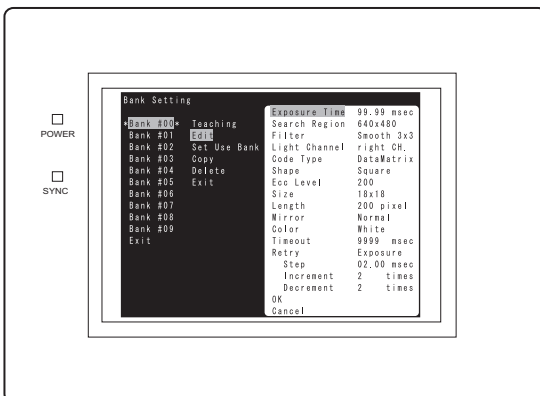 Bank Setting
POWER
SYNC
*Bank #00*
Bank #01
Bank #02
Bank #03
Bank #04
Bank #05
Bank #06
Bank #07
Bank #08
Bank #09
Exit
Teaching
Edit
Set Use Bank
Copy
Delete
Exit
Exposure Time 99.99 msec
Search Region 640x480
Filter Smooth 3x3
Light Channel right CH.
Code Type DataMatrix
Shape Square
Ecc Level 200
Size 18x18
Length 200 pixel
Mirror Normal
Color White
Timeout 9999 msec
Retry Exposure
Step 02.00 msec
Increment 2 times
Decrement 2 times
OK
Cancel